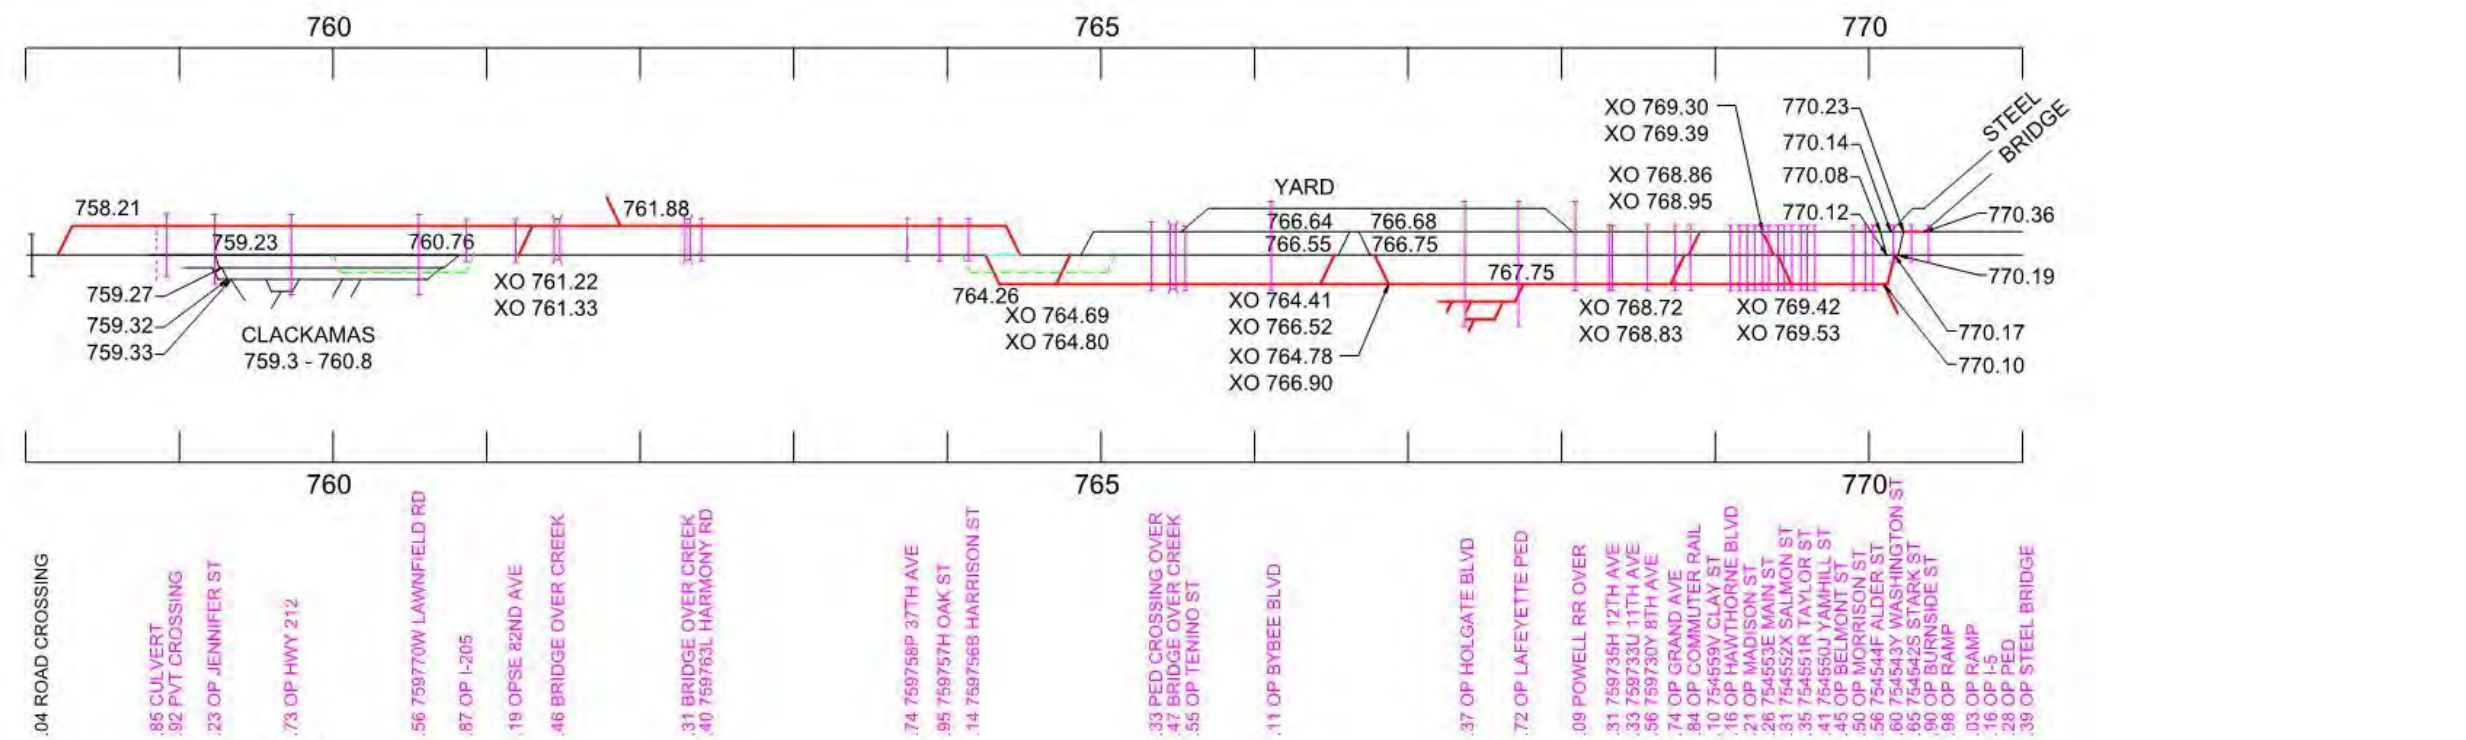 760
765
770
XO 769.30
XO 769.39
XO 768.86
XO 768.95
770.23
770.14
770.08
770.12
STEEL
BRIDGE
YARD
758.21
761.88
766.64
766.68
770.36
759.23
760.76
766.55
766.75
759.27
759.32
759.33
XO 761.22
XO 761.33
764.26
767.75
770.19
CLACKAMAS
759.3 - 760.8
XO 764.69
XO 764.80
XO 764.41
XO 766.52
XO 764.78
XO 766.90
XO 768.72
XO 768.83
XO 769.42
XO 769.53
770.17
770.10
760
765
770
.04 ROAD CROSSING
.85 CULVERT
.92 PVT CROSSING
.23 OP JENNIFER ST
.73 OP HWY 212
.56 759770W LAWNFIELD RD
.87 OP I-205
.19 OPSE 82ND AVE
.46 BRIDGE OVER CREEK
.31 BRIDGE OVER CREEK
.40 759763L HARMONY RD
.74 759758P 37TH AVE
.95 759757H OAK ST
.14 759756B HARRISON ST
.33 PED CROSSING OVER
.47 BRIDGE OVER CREEK
.55 OP TENINO ST
.11 OP BYBEE BLVD
.37 OP HOLGATE BLVD
.72 OP LAFEYETTE PED
.09 POWELL RR OVER
.31 759735H 12TH AVE
.33 759733U 11TH AVE
.56 759730Y 8TH AVE
.74 OP GRAND AVE
.84 OP COMMUTER RAIL
.10 754559V CLAY ST
.16 OP HAWTHORNE BLVD
.21 OP MADISON ST
.26 754553E MAIN ST
.31 754552X SALMON ST
.35 754551R TAYLOR ST
.41 754550J YAMHILL ST
.45 OP BELMONT ST
.50 OP MORRISON ST
.56 754544F ALDER ST
.60 754543Y WASHINGTON ST
.65 754542S STARK ST
.90 OP BURNSIDE ST
.98 OP RAMP
.03 OP RAMP
.16 OP I-5
.28 OP PED
.39 OP STEEL BRIDGE